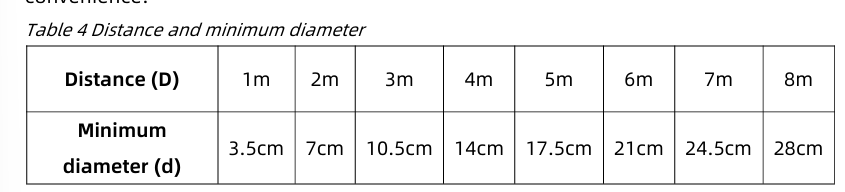 Table 4 Distance and minimum diameter
Distance (D) 1m 2m 3m 4m 5m 6m 7m 8m
Minimum diameter (d) 3.5cm 7cm 10.5cm 14cm 17.5cm 21cm 24.5cm 28cm